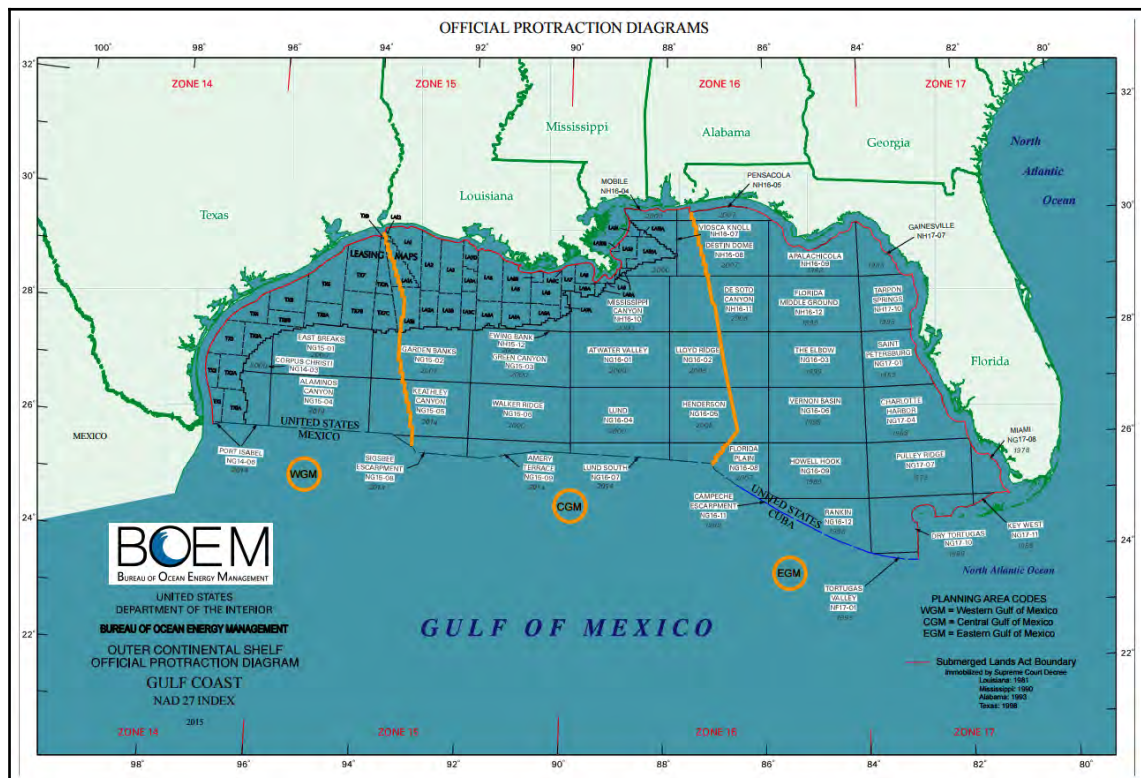 OFFICIAL PROTRACTION DIAGRAMS
100°
98°
96°
94°
92°
90°
88°
86°
84°
82°
80°
32°
32°
ZONE 14
ZONE 15
ZONE 16
ZONE 17
Mississippi
Alabama
Georgia
North
Atlantic
Ocean
30°
30°
Texas
Louisiana
MOBILE
NH16-04
PENSACOLA
NH16-05
GAINESVILLE
NH17-07
VIOSCA KNOLL
NH16-07
DESTIN DOME
NH16-08
APALACHICOLA
NH16-09
LEASING MAPS
28°
28°
MISSISSIPPI
CANYON
NH16-10
DE SOTO
CANYON
NH16-11
FLORIDA
MIDDLE GROUND
NH16-12
TARPON
SPRINGS
NH17-10
EAST BREAKS
NG15-01
CORPUS CHRISTI
NG14-03
GARDEN BANKS
NG15-02
EWING BANK
NH15-12
GREEN CANYON
NG15-03
ATWATER VALLEY
NG16-01
LLOYD RIDGE
NG16-02
THE ELBOW
NG16-03
SAINT
PETERSBURG
NG17-01
Florida
26°
26°
ALAMINOS
CANYON
NG15-04
KEATHLEY
CANYON
NG15-05
WALKER RIDGE
NG15-06
LUND
NG16-04
HENDERSON
NG16-05
VERNON BASIN
NG16-06
CHARLOTTE
HARBOR
NG17-04
UNITED STATES
MEXICO
MEXICO
PORT ISABEL
NG14-06
SIGSBEE
ESCARPMENT
NG15-08
AMERY
TERRACE
NG15-09
LUND SOUTH
NG16-07
FLORIDA
PLAIN
NG16-08
HOWELL HOOK
NG16-09
PULLEY RIDGE
NG17-07
MIAMI
NG17-08
WGM
CGM
EGM
CAMPECHE
ESCARPMENT
NG16-11
UNITED STATES
CUBA
RANKIN
NG16-12
DRY TORTUGAS
NG17-10
KEY WEST
NG17-11
TORTUGAS
VALLEY
NF17-01
24°
24°
North Atlantic Ocean
BOEM
BUREAU OF OCEAN ENERGY MANAGEMENT
UNITED STATES
DEPARTMENT OF THE INTERIOR
BUREAU OF OCEAN ENERGY MANAGEMENT
OUTER CONTINENTAL SHELF
OFFICIAL PROTRACTION DIAGRAM
GULF COAST
NAD 27 INDEX
2015
22°
22°
GULF OF MEXICO
PLANNING AREA CODES
WGM = Western Gulf of Mexico
CGM = Central Gulf of Mexico
EGM = Eastern Gulf of Mexico
Submerged Lands Act Boundary
Immobilized by Supreme Court Decree
Louisiana: 1981
Mississippi: 1990
Alabama: 1993
Texas: 1998
ZONE 14
ZONE 15
ZONE 16
ZONE 17
98°
96°
94°
92°
90°
88°
86°
84°
82°
80°